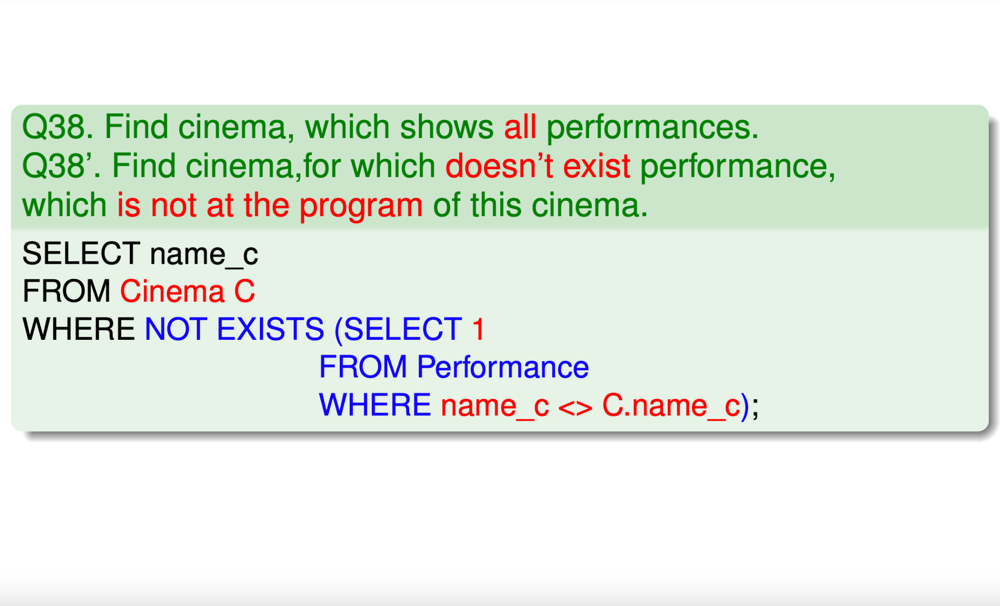 Q38. Find cinema, which shows all performances.
Q38’. Find cinema,for which doesn’t exist performance,
which is not at the program of this cinema.
SELECT name_c
FROM Cinema C
WHERE NOT EXISTS (SELECT 1
FROM Performance
WHERE name_c <> C.name_c);